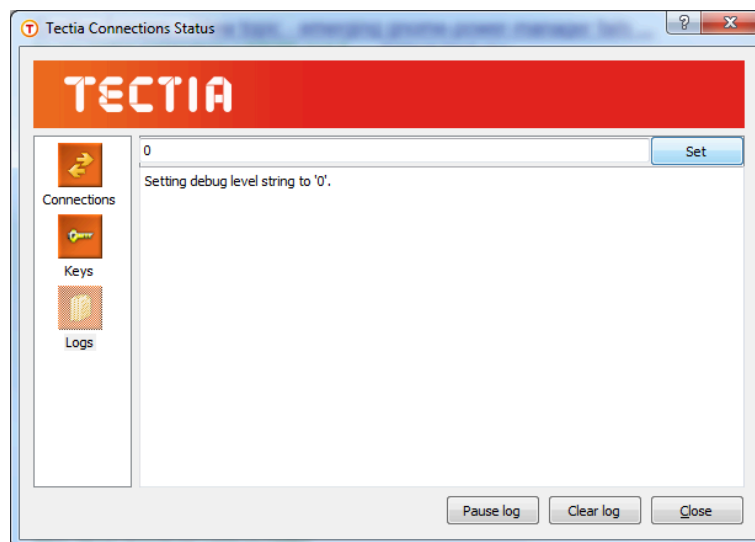 Tectia Connections Status
TECTIA
0
Set
Setting debug level string to '0'.
Connections
Keys
Logs
Pause log
Clear log
Close